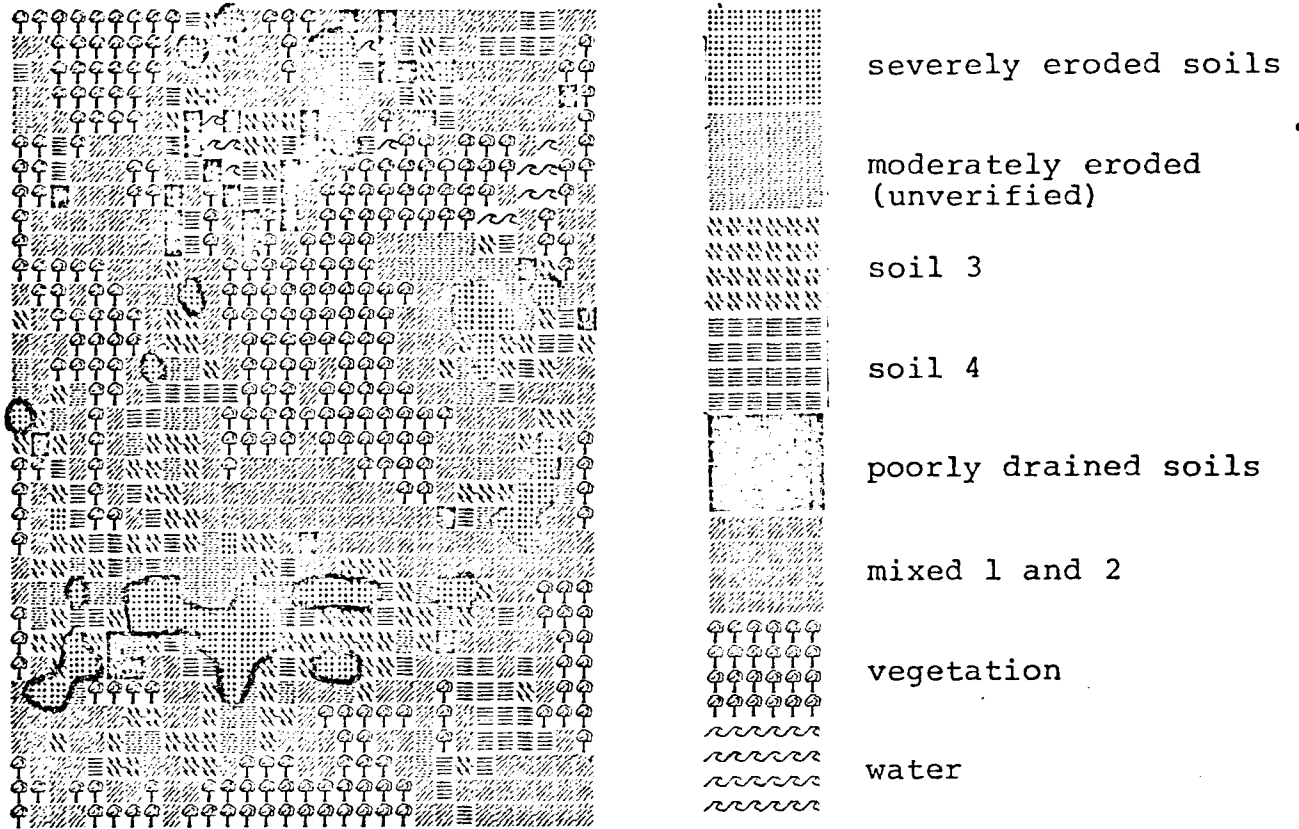 severely eroded soils
moderately eroded
(unverified)
soil 3
soil 4
poorly drained soils
mixed 1 and 2
vegetation
water